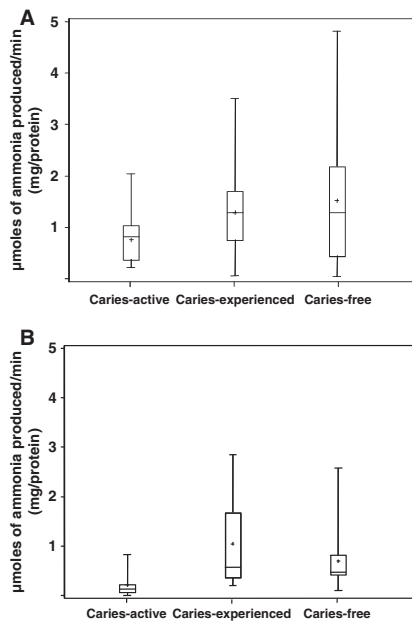 A
µmoles of ammonia produced/min
(mg/protein)
5
4
3
2
1
Caries-active Caries-experienced Caries-free
B
µmoles of ammonia produced/min
(mg/protein)
5
4
3
2
1
Caries-active Caries-experienced Caries-free